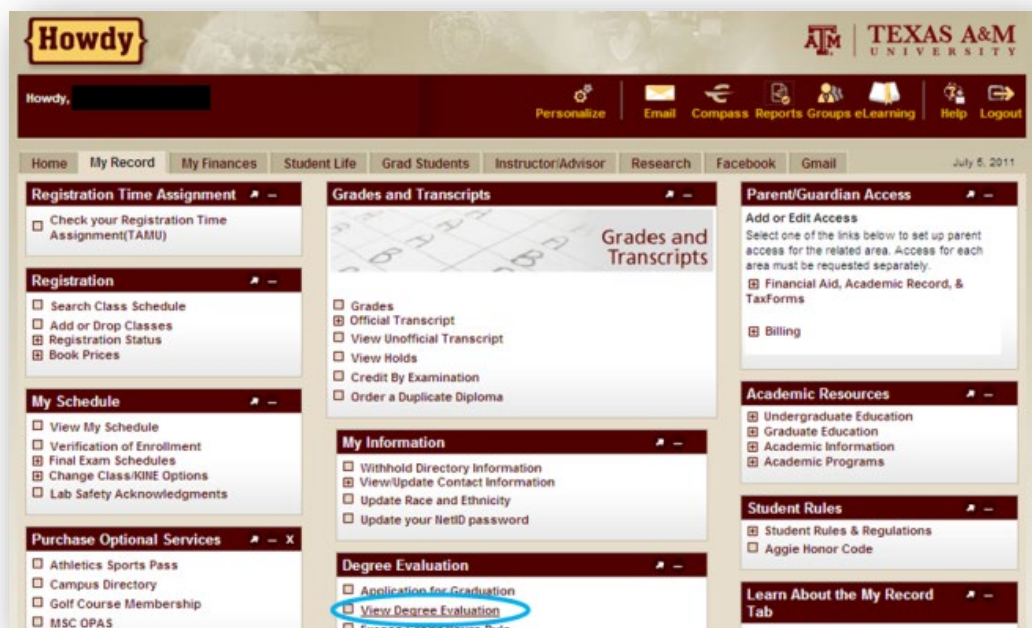 {Howdy}
ATM | TEXAS A&M
UNIVERSITY
Howdy,
Personalize Email Compass Reports Groups eLearning Help Logout
Home My Record My Finances Student Life Grad Students Instructor/Advisor Research Facebook Gmail July 6, 2011
Registration Time Assignment
Check your Registration Time
Assignment(TAMU)
Registration
Search Class Schedule
Add or Drop Classes
Registration Status
Book Prices
My Schedule
View My Schedule
Verification of Enrollment
Final Exam Schedules
Change Class/KINE Options
Lab Safety Acknowledgments
Purchase Optional Services X
Athletics Sports Pass
Campus Directory
Golf Course Membership
MSC OPAS
Grades and Transcripts
Grades and
Transcripts
Grades
Official Transcript
View Unofficial Transcript
View Holds
Credit By Examination
Order a Duplicate Diploma
My Information
Withhold Directory Information
View/Update Contact Information
Update Race and Ethnicity
Update your NetID password
Degree Evaluation
Application for Graduation
View Degree Evaluation
Parent/Guardian Access
Add or Edit Access
Select one of the links below to set up parent
access for the related area. Access for each
area must be requested separately.
Financial Aid, Academic Record, &
TaxForms
Billing
Academic Resources
Undergraduate Education
Graduate Education
Academic Information
Academic Programs
Student Rules
Student Rules & Regulations
Aggie Honor Code
Learn About the My Record
Tab